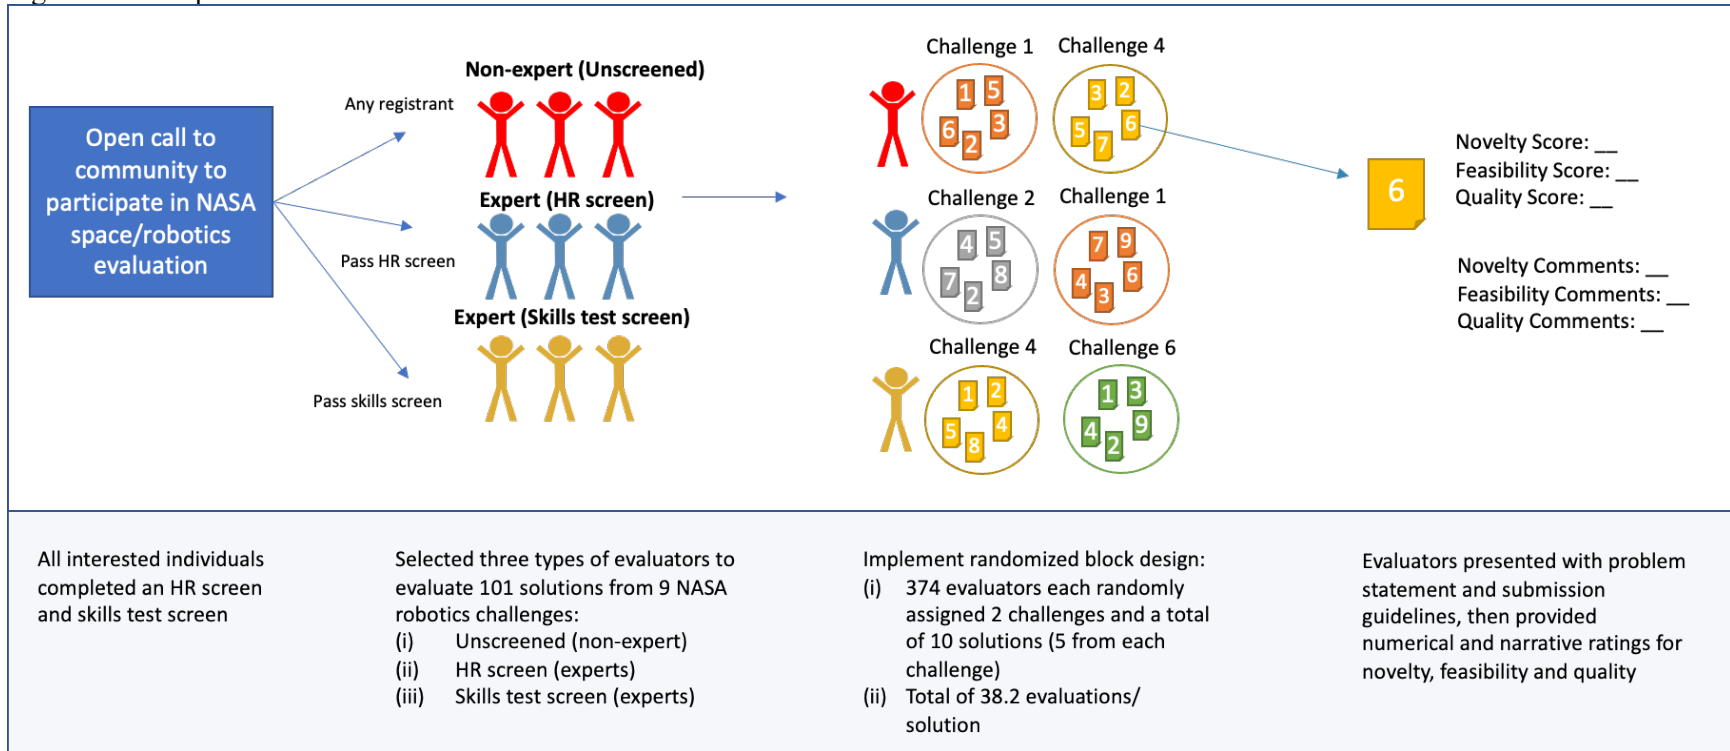 Open call to
community to
participate in NASA
space/robotics
evaluation
Any registrant
Pass HR screen
Pass skills screen
Non-expert (Unscreened)
Expert (HR screen)
Expert (Skills test screen)
Challenge 1
1 5
6 3
2
Challenge 4
3 2
5 6
7
Challenge 2
4 5
7 8
2
Challenge 1
7 9
4 6
3
Challenge 4
1 2
5 4
8
Challenge 6
1 3
4 9
2
6
Novelty Score: __
Feasibility Score: __
Quality Score: __
Novelty Comments: __
Feasibility Comments: __
Quality Comments: __
All interested individuals
completed an HR screen
and skills test screen
Selected three types of evaluators to
evaluate 101 solutions from 9 NASA
robotics challenges:
(i) Unscreened (non-expert)
(ii) HR screen (experts)
(iii) Skills test screen (experts)
Implement randomized block design:
(i) 374 evaluators each randomly
assigned 2 challenges and a total
of 10 solutions (5 from each
challenge)
(ii) Total of 38.2 evaluations/
solution
Evaluators presented with problem
statement and submission
guidelines, then provided
numerical and narrative ratings for
novelty, feasibility and quality